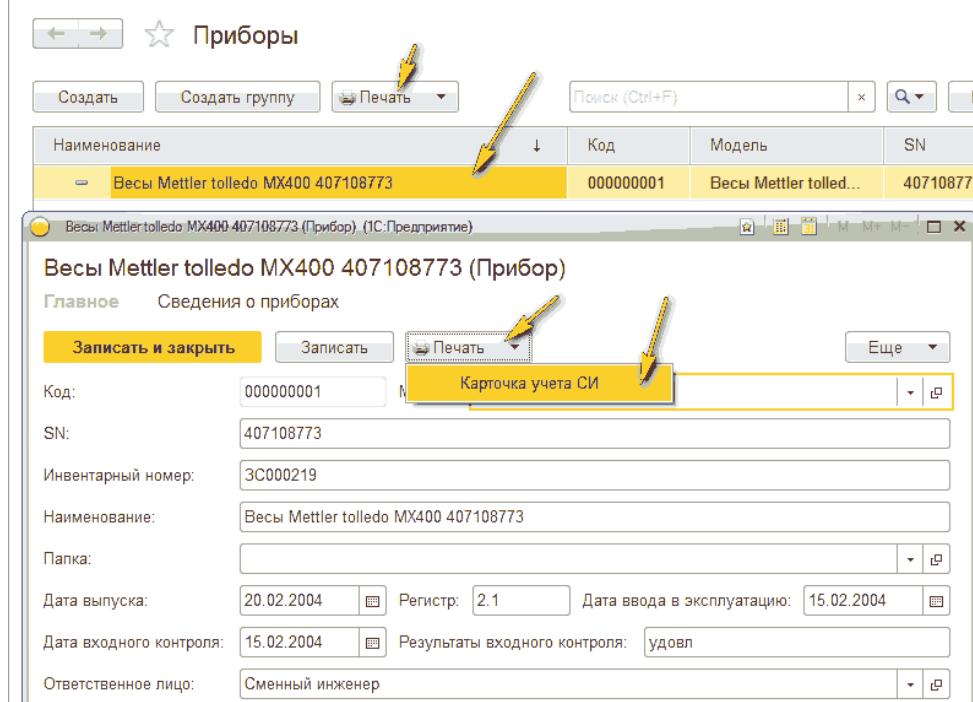 Приборы
Создать Создать группу Печать Поиск (Ctrl+F) ×
Наименование ↓ Код Модель SN
Весы Mettler tolledo MX400 407108773 000000001 Весы Mettler tolled... 40710877
Весы Mettler tolledo MX400 407108773 (Прибор) (1С:Предприятие) M M+ M-
Весы Mettler tolledo MX400 407108773 (Прибор)
Главное Сведения о приборах
Записать и закрыть Записать Печать Еще
Карточка учета СИ
Код: 000000001
SN: 407108773
Инвентарный номер: ЗС000219
Наименование: Весы Mettler tolledo MX400 407108773
Папка:
Дата выпуска: 20.02.2004 Регистр: 2.1 Дата ввода в эксплуатацию: 15.02.2004
Дата входного контроля: 15.02.2004 Результаты входного контроля: удовл
Ответственное лицо: Сменный инженер